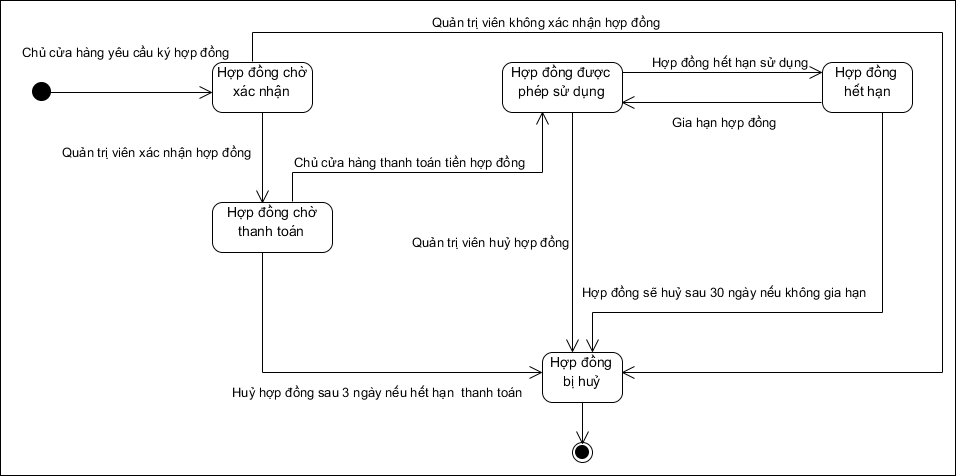 Quản trị viên không xác nhận hợp đồng
Chủ cửa hàng yêu cầu ký hợp đồng
Hợp đồng chờ
xác nhận
Hợp đồng được
phép sử dụng
Hợp đồng hết hạn sử dụng
Hợp đồng
hết hạn
Gia hạn hợp đồng
Quản trị viên xác nhận hợp đồng
Chủ cửa hàng thanh toán tiền hợp đồng
Hợp đồng chờ
thanh toán
Quản trị viên huỷ hợp đồng
Hợp đồng sẽ huỷ sau 30 ngày nếu không gia hạn
Hợp đồng
bị huỷ
Huỷ hợp đồng sau 3 ngày nếu hết hạn thanh toán